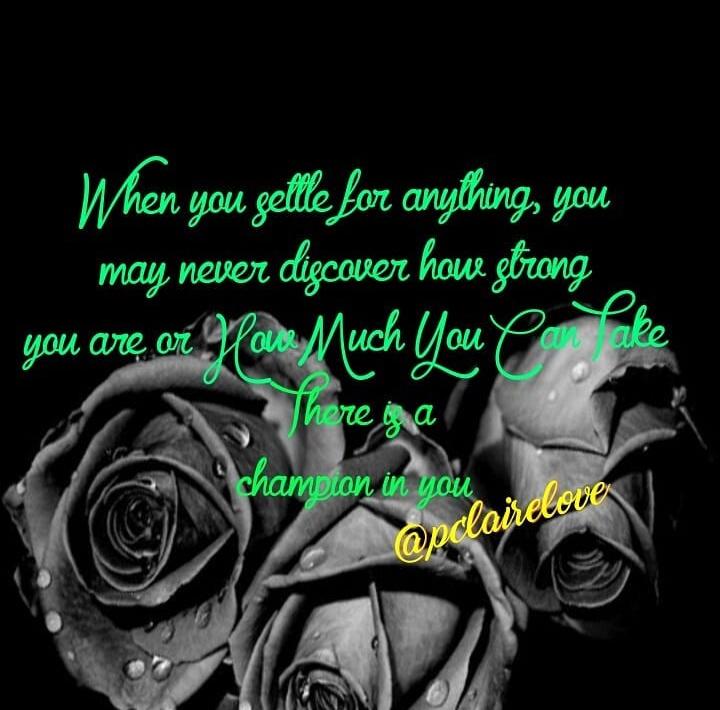 When you settle for anything, you
may never discover how strong
you are or How Much You Can Take
There is a
champion in you
@pclairelove